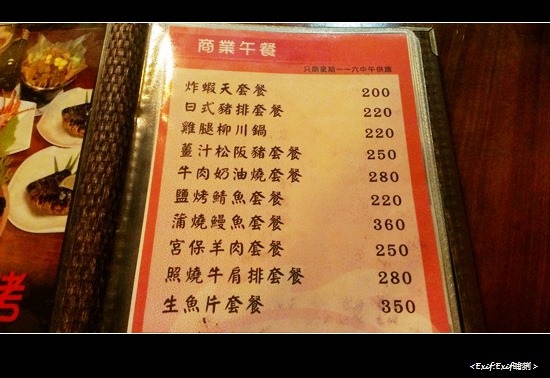 商業午餐
只限星期一～六中午供應
炸蝦天套餐 200
日式豬排套餐 220
雞腿柳川鍋 220
薑汁松阪豬套餐 250
牛肉奶油燒套餐 280
鹽烤鯖魚套餐 220
蒲燒鰻魚套餐 360
宮保羊肉套餐 250
照燒牛肩排套餐 280
生魚片套餐 350
烤